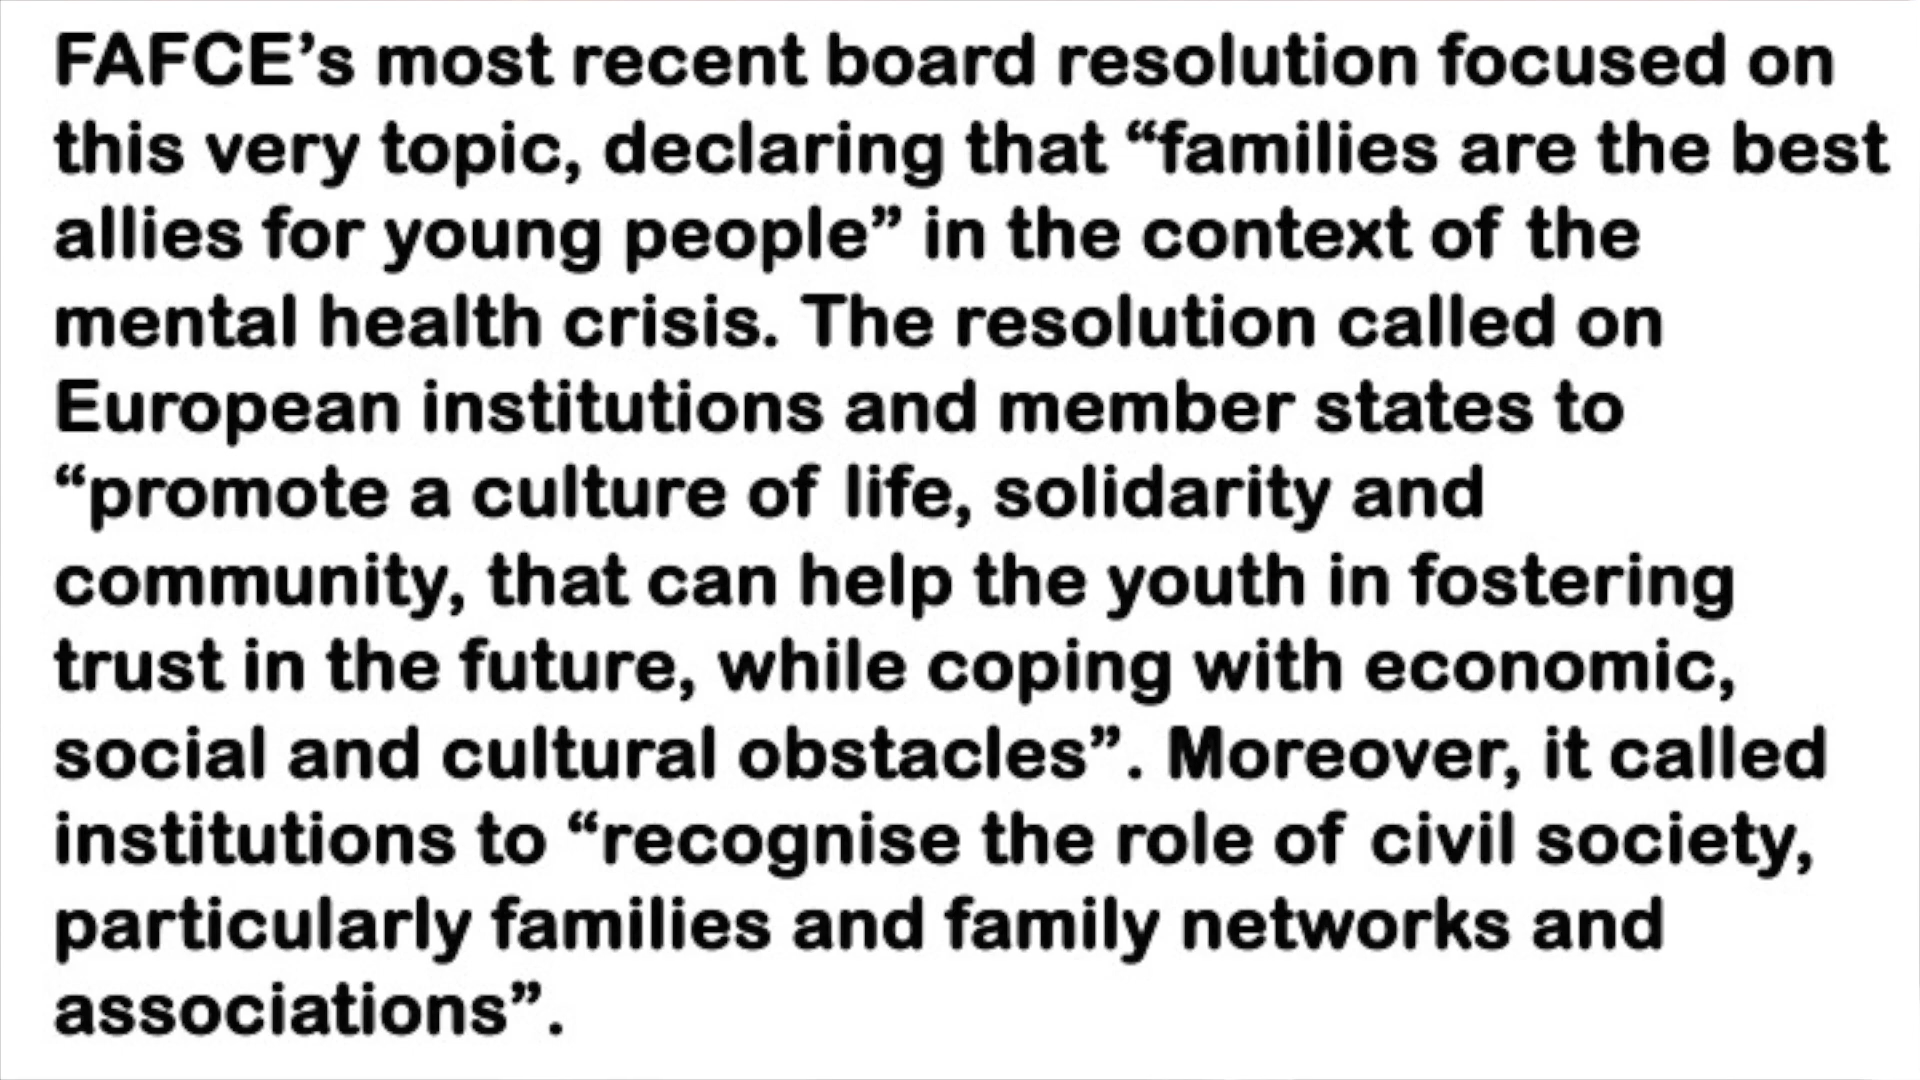 FAFCE’s most recent board resolution focused on
this very topic, declaring that “families are the best
allies for young people” in the context of the
mental health crisis. The resolution called on
European institutions and member states to
“promote a culture of life, solidarity and
community, that can help the youth in fostering
trust in the future, while coping with economic,
social and cultural obstacles”. Moreover, it called
institutions to “recognise the role of civil society,
particularly families and family networks and
associations”.